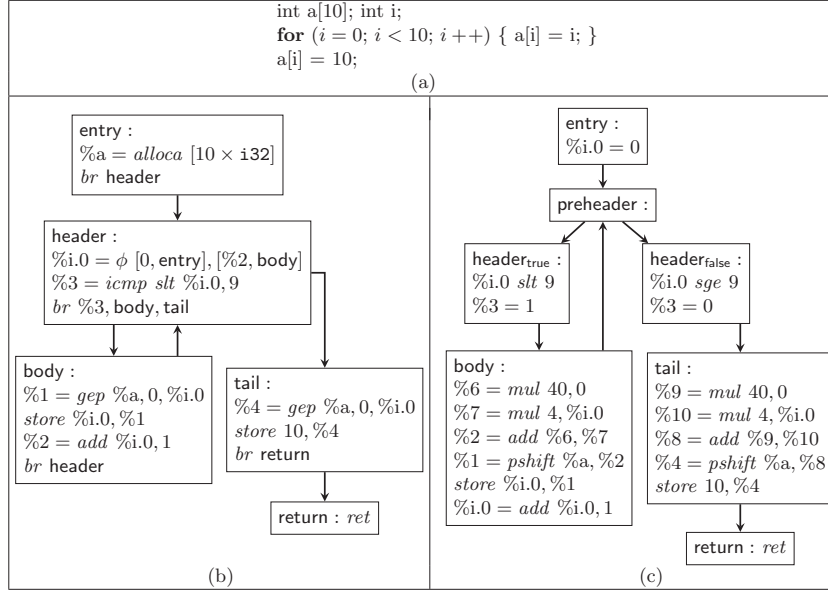 int a[10]; int i;
for (i = 0; i < 10; i ++) { a[i] = i; }
a[i] = 10;
(a)
entry :
%a = alloca [10 × i32]
br header
header :
%i.0 = ϕ [0, entry], [%2, body]
%3 = icmp slt %i.0, 9
br %3, body, tail
body :
%1 = gep %a, 0, %i.0
store %i.0, %1
%2 = add %i.0, 1
br header
tail :
%4 = gep %a, 0, %i.0
store 10, %4
br return
return : ret
(b)
entry :
%i.0 = 0
preheader :
header_true :
%i.0 slt 9
%3 = 1
header_false :
%i.0 sge 9
%3 = 0
body :
%6 = mul 40, 0
%7 = mul 4, %i.0
%2 = add %6, %7
%1 = pshift %a, %2
store %i.0, %1
%i.0 = add %i.0, 1
tail :
%9 = mul 40, 0
%10 = mul 4, %i.0
%8 = add %9, %10
%4 = pshift %a, %8
store 10, %4
return : ret
(c)